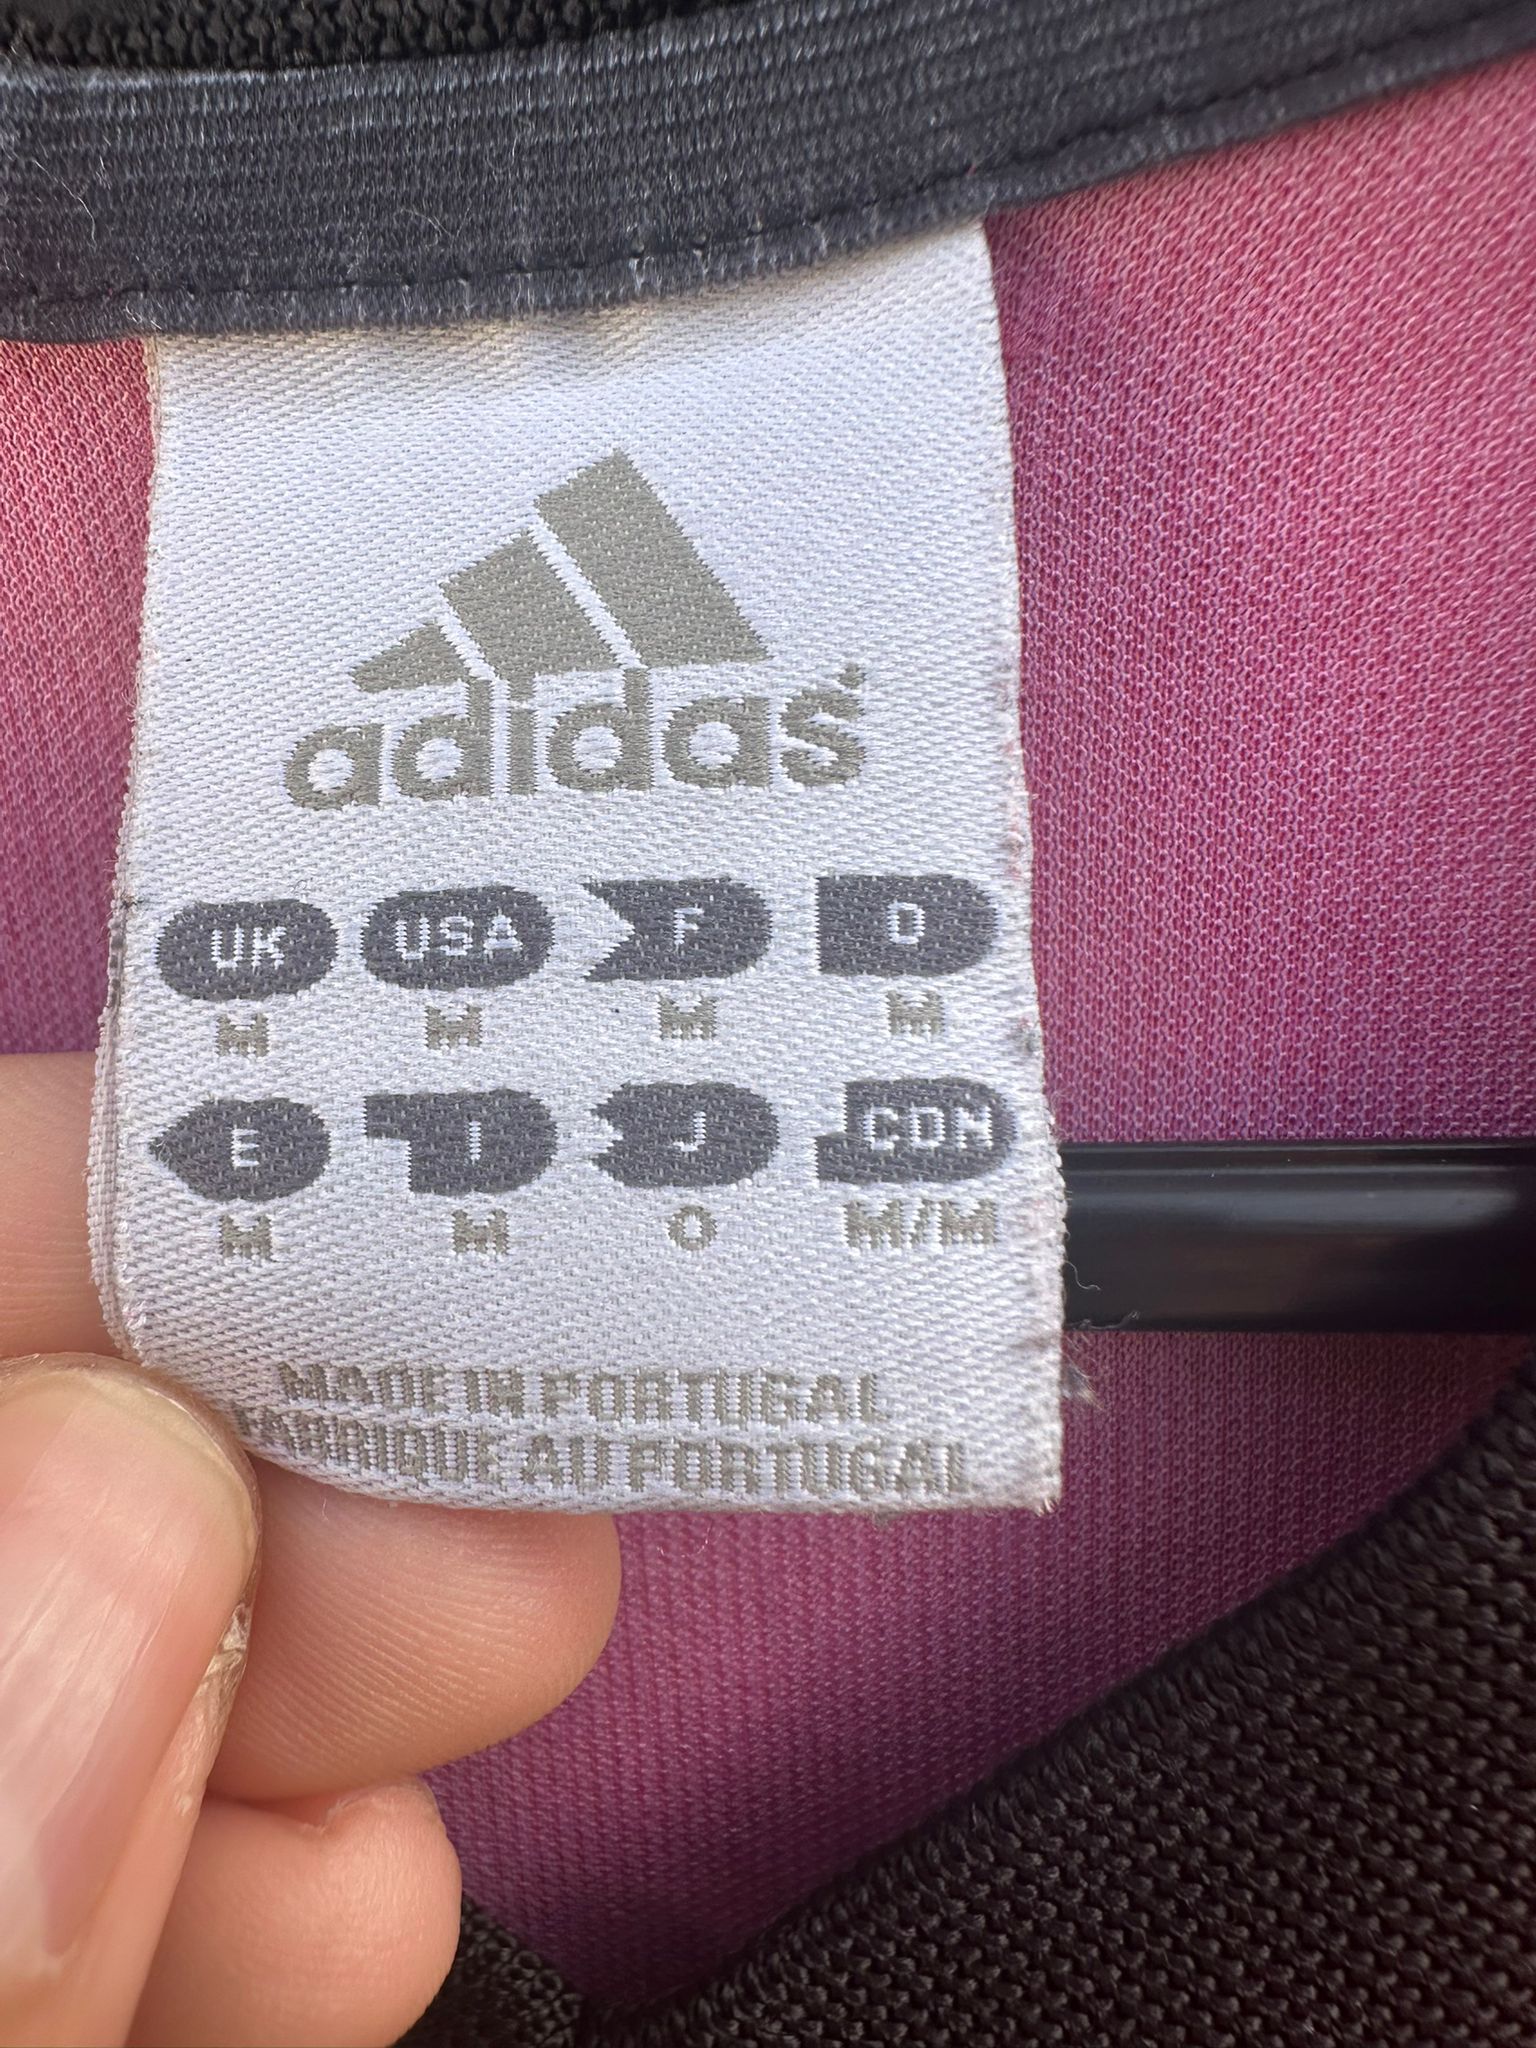 adidas
UK USA F D
M M M M
E I J CDN
M M O M/M
MADE IN PORTUGAL
FABRIQUE AU PORTUGAL